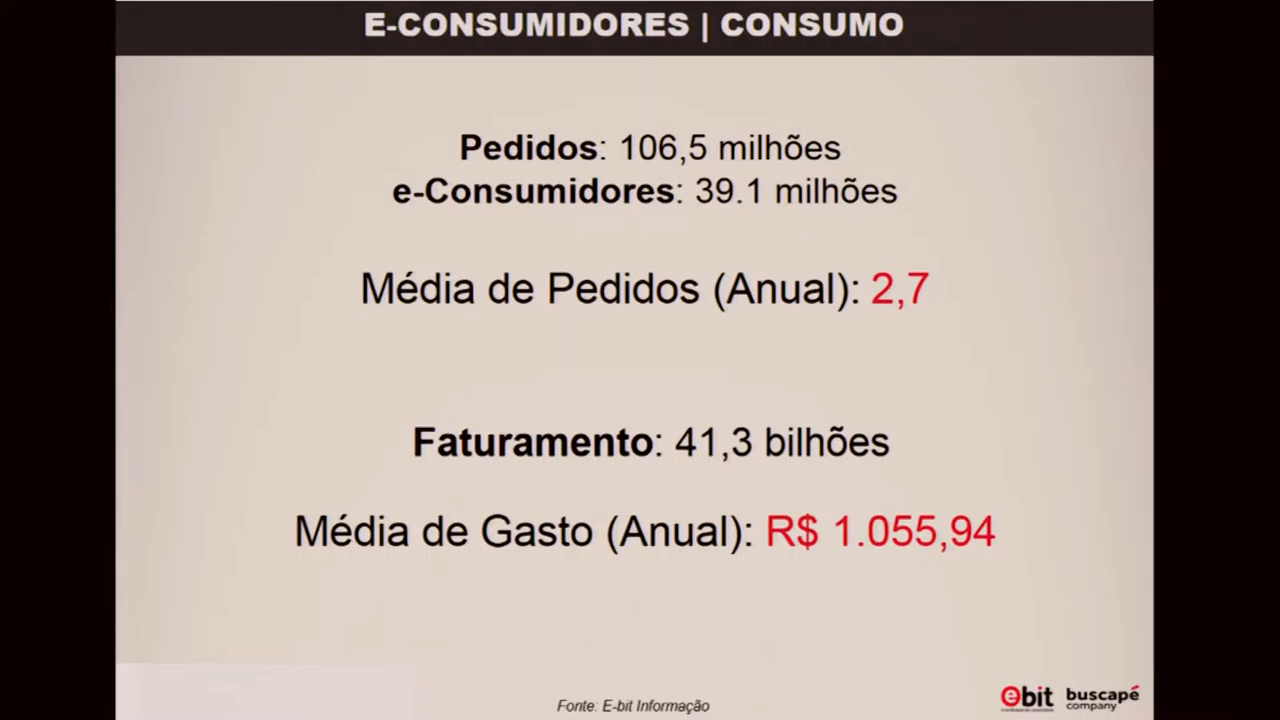 E-CONSUMIDORES | CONSUMO
Pedidos: 106,5 milhões
e-Consumidores: 39.1 milhões
Média de Pedidos (Anual): 2,7
Faturamento: 41,3 bilhões
Média de Gasto (Anual): R$ 1.055,94
Fonte: E-bit Informação
ebit
buscapé
company